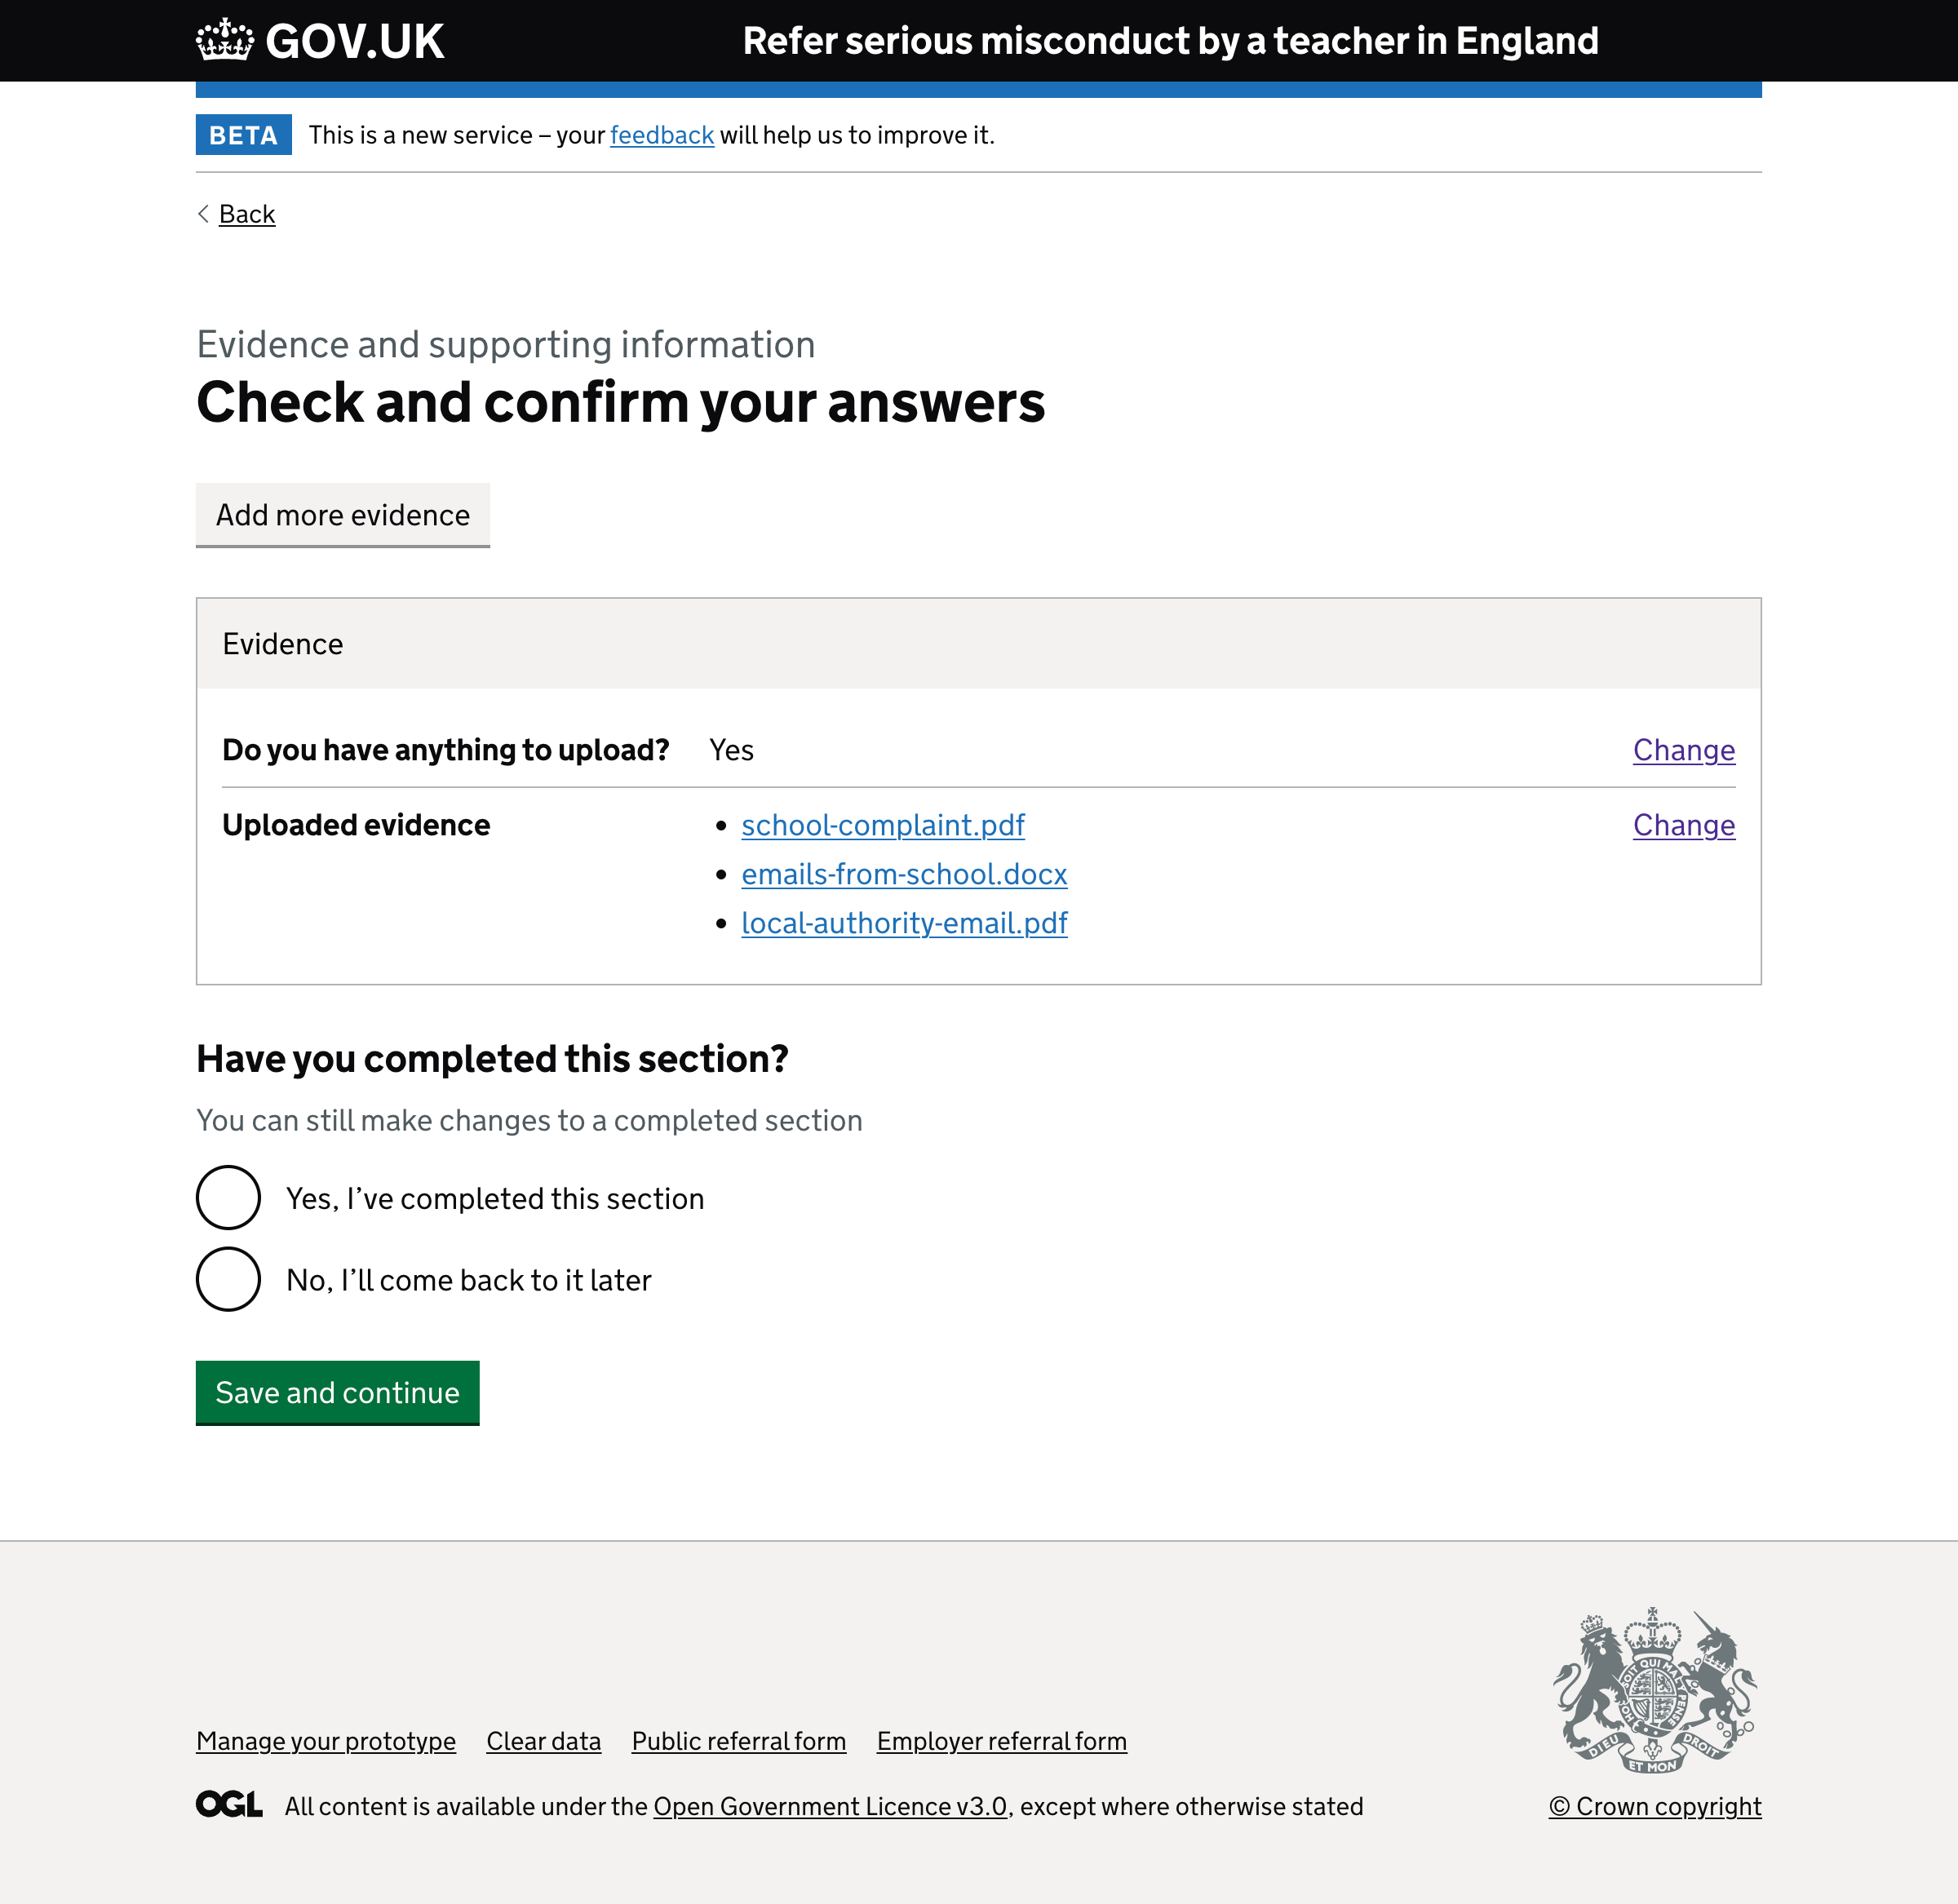 GOV.UK
Refer serious misconduct by a teacher in England
BETA
This is a new service – your feedback will help us to improve it.
Back
Evidence and supporting information
Check and confirm your answers
Add more evidence
Evidence
Do you have anything to upload? Yes Change
Uploaded evidence • school-complaint.pdf Change
• emails-from-school.docx
• local-authority-email.pdf
Have you completed this section?
You can still make changes to a completed section
Yes, I’ve completed this section
No, I’ll come back to it later
Save and continue
Manage your prototype Clear data Public referral form Employer referral form
OGL All content is available under the Open Government Licence v3.0, except where otherwise stated
DIEU ET MON DROIT
© Crown copyright